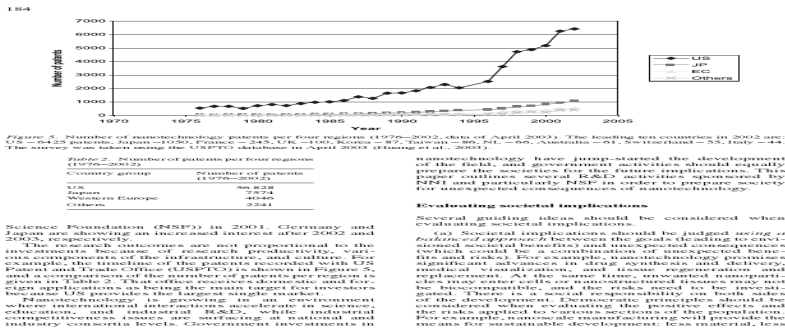 184
7000
6000
5000
4000
3000
2000
1000
0
Number of patents
1970
1975
1980
1985
1990
1995
2000
2005
Year
US
JP
EC
Others
Figure 5. Number of nanotechnology patents per four regions (1976–2002, data of April 2003). The leading ten countries in 2002 are:
US – 6425 patents, Japan –1050, France – 245, UK –100, Korea – 87, Taiwan – 86, NL – 66, Australia – 61, Switzerland – 55, Italy – 44.
The survey was taken using the USPTO database in April 2003 (Huang et al., 2003).
Table 2. Number of patents per four regions
(1976–2002)
Country group
Number of patents
(1976–2002)
US
56 828
Japan
7574
Western Europe
4046
Others
2241
Science Foundation (NSF)) in 2001. Germany and
Japan are showing an increased interest after 2002 and
2003, respectively.
The research outcomes are not proportional to the
investments because of research productivity, vari-
ous components of the infrastructure, and culture. For
example, the timeline of the patents recorded with US
Patent and Trade Office (USPTO) is shown in Figure 5,
and a comparison of the number of patents per region is
given in Table 2. That office receives domestic and for-
eign applications us being the main target for investors
because US provides the largest single market.
Nanotechnology is growing in an environment
where international interactions accelerate in science,
education, and industrial R&D, while industrial
competitiveness issues are surfacing at national and
industry consortia levels. Government investments in
nanotechnology have jump-started the development
of the field, and government activities should equally
prepare the societies for the future implications. This
paper outlines several R&D activities sponsored by
NNI and particularly NSF in order to prepare society
for unexpected consequences of nanotechnology.
Evaluating societal implications
Several guiding ideas should be considered when
evaluating societal implications.
(a) Societal implications should be judged using a
balanced approach between the goals (leading to envi-
sioned societal benefits) and unexpected consequences
(which could be a combination of unexpected bene-
fits and risks). For example, nanotechnology promises
significant advances in drug synthesis and delivery,
medical visualization, and tissue regeneration and
replacement. At the same time, unwanted nanoparti-
cles may enter cells or nanostructured tissues may not
be biocompatible, and the risks need to be investi-
gated. There is a social responsibility on both sides
of the development. Democratic principles should be
considered when evaluating the positive effects and
the risks applied to various sections of the population.
For example, nanoscale manufacturing will provide the
means for sustainable development: less material, less